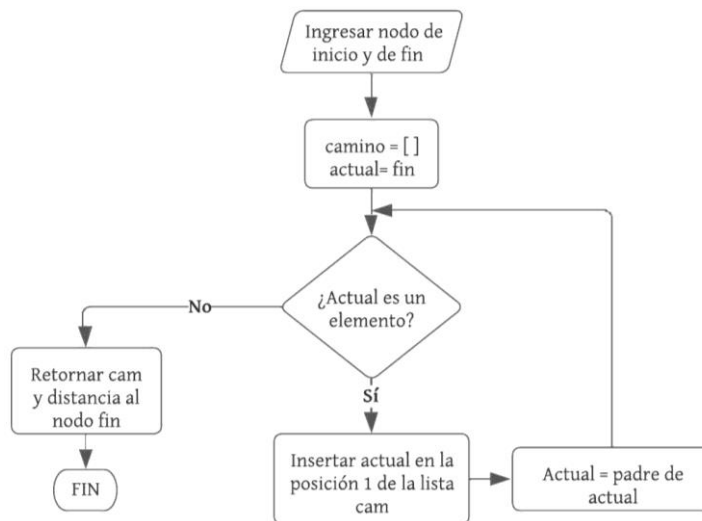 Ingresar nodo de
inicio y de fin
camino = [ ]
actual= fin
¿Actual es un
elemento?
No
Sí
Retornar cam
y distancia al
nodo fin
FIN
Insertar actual en la
posición 1 de la lista
cam
Actual = padre de
actual